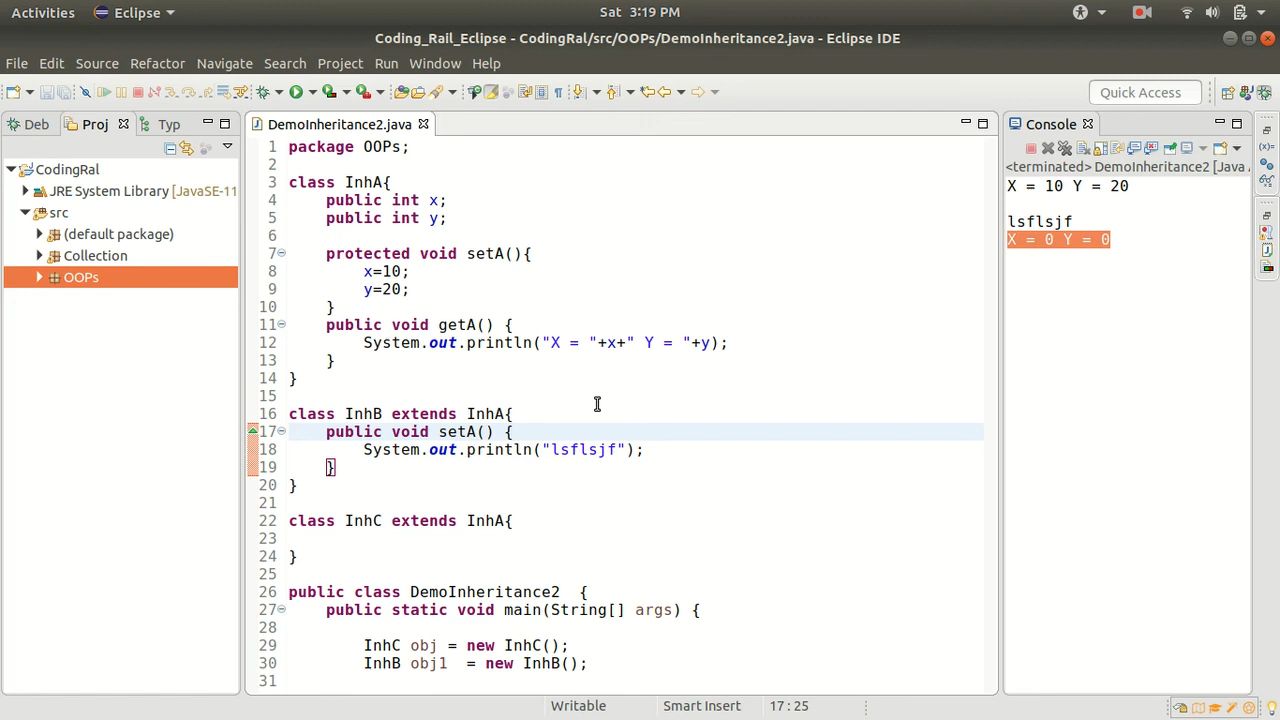 Activities Eclipse Sat 3:19 PM
Coding_Rail_Eclipse - CodingRal/src/OOPs/DemoInheritance2.java - Eclipse IDE
File Edit Source Refactor Navigate Search Project Run Window Help
Quick Access
Deb Proj Typ
DemoInheritance2.java
Console
CodingRal
JRE System Library [JavaSE-11
src
(default package)
Collection
OOPs
1 package OOPs;
2
3 class InhA{
4 public int x;
5 public int y;
6
7 protected void setA(){
8 x=10;
9 y=20;
10 }
11 public void getA() {
12 System.out.println("X = "+x+" Y = "+y);
13 }
14 }
15
16 class InhB extends InhA{
17 public void setA() {
18 System.out.println("lsflsjf");
19 }
20 }
21
22 class InhC extends InhA{
23
24 }
25
26 public class DemoInheritance2 {
27 public static void main(String[] args) {
28
29 InhC obj = new InhC();
30 InhB obj1 = new InhB();
31
<terminated> DemoInheritance2 [Java A
X = 10 Y = 20
lsflsjf
X = 0 Y = 0
Writable Smart Insert 17 : 25